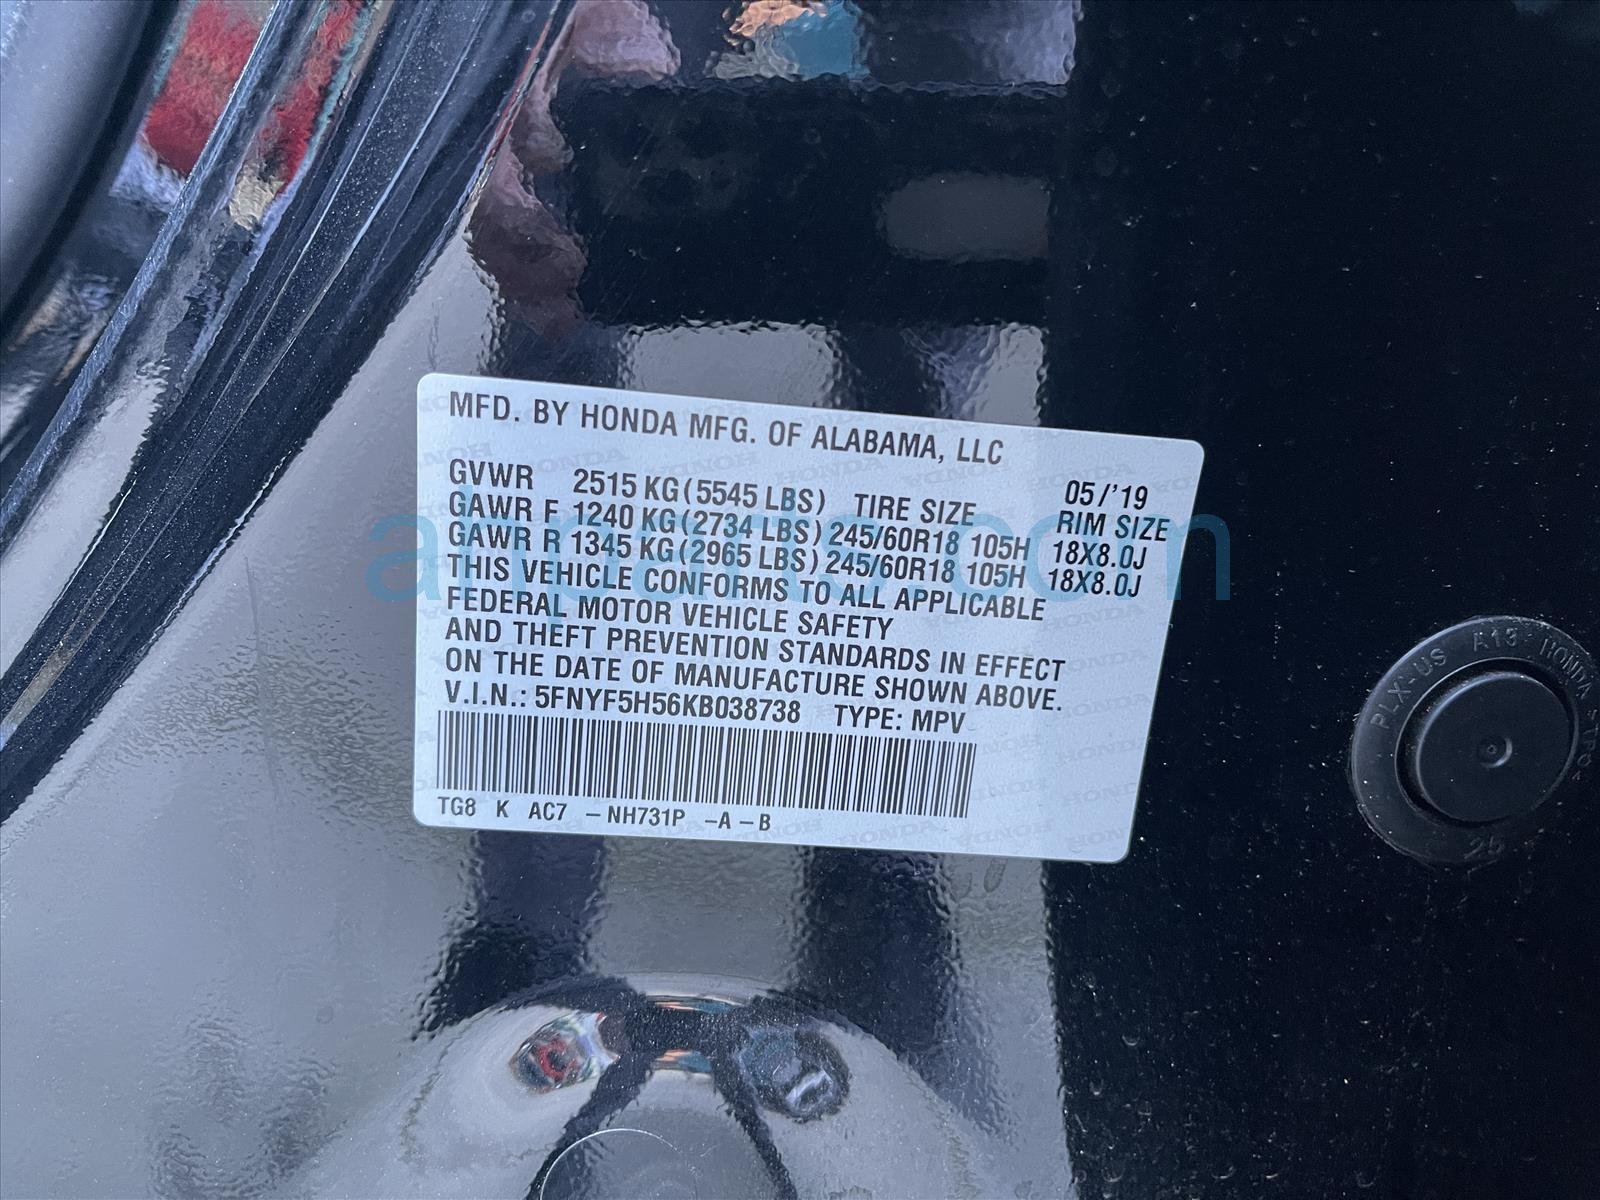 MFD. BY HONDA MFG. OF ALABAMA, LLC
GVWR 2515 KG(5545 LBS) TIRE SIZE 05/'19
GAWR F 1240 KG(2734 LBS) 245/60R18 105H RIM SIZE 18X8.0J
GAWR R 1345 KG(2965 LBS) 245/60R18 105H 18X8.0J
THIS VEHICLE CONFORMS TO ALL APPLICABLE
FEDERAL MOTOR VEHICLE SAFETY
AND THEFT PREVENTION STANDARDS IN EFFECT
ON THE DATE OF MANUFACTURE SHOWN ABOVE.
V.I.N.: 5FNYF5H56KB038738 TYPE: MPV
TG8 K AC7 -NH731P -A -B
ahparts.com
PLX-US A13 HONDA